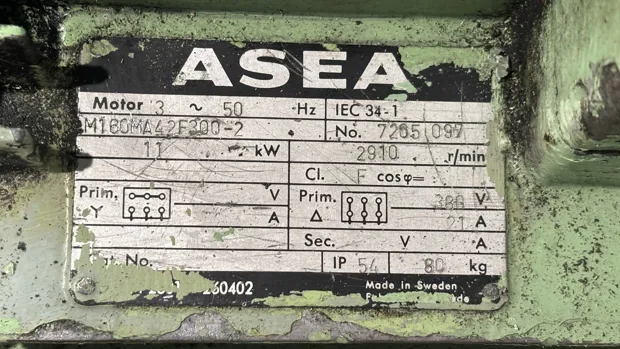 ASEA
Motor 3 ~ 50 Hz IEC 34-1
M160MA42F300-2 No. 7265 097
11 kW 2910 r/min
Cl. F cosφ=
Prim. Y V A Prim. Δ 380 V 21 A
Sec. V A
No. IP 54 80 kg
60402 Made in Sweden